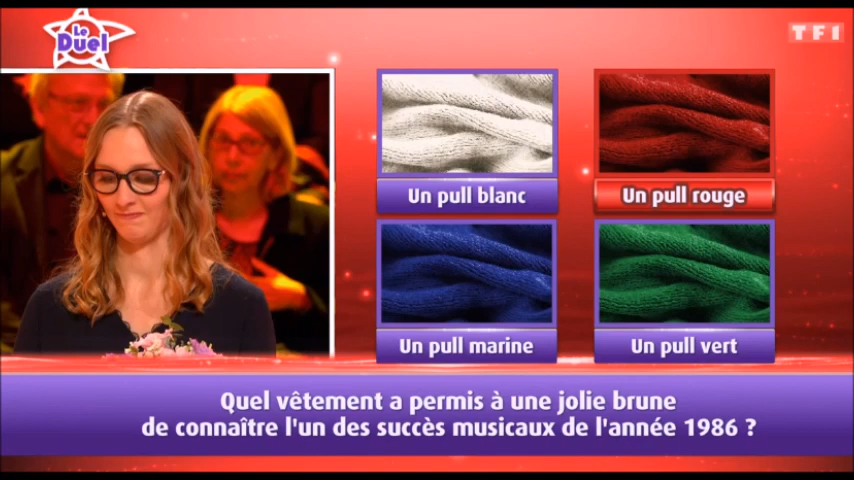 Le
Duel
TF1
Un pull blanc
Un pull rouge
Un pull marine
Un pull vert
Quel vêtement a permis à une jolie brune
de connaître l'un des succès musicaux de l'année 1986 ?